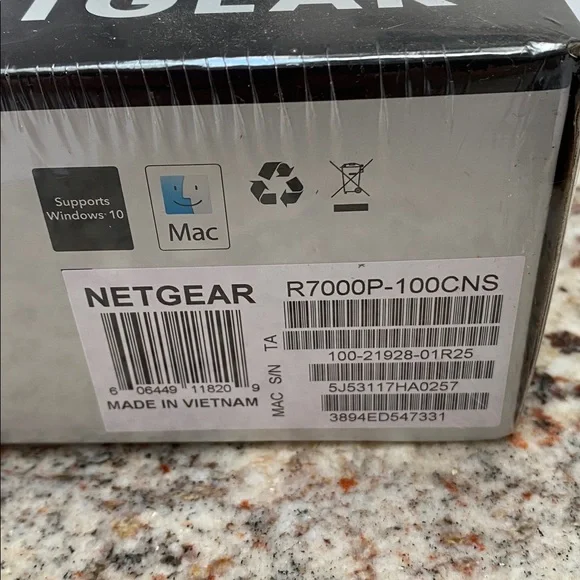 NETGEAR
Supports
Windows 10
Mac
NETGEAR
6 06449 11820 9
MADE IN VIETNAM
R7000P-100CNS
TA
100-21928-01R25
S/N
5J53117HA0257
MAC
3894ED547331